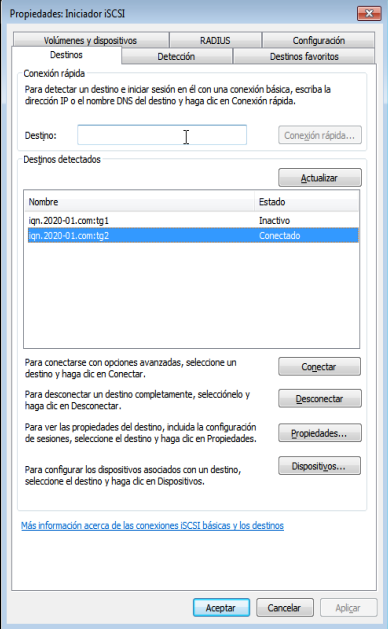 Propiedades: Iniciador iSCSI
Volúmenes y dispositivos
RADIUS
Configuración
Destinos
Detección
Destinos favoritos
Conexión rápida
Para detectar un destino e iniciar sesión en él con una conexión básica, escriba la
dirección IP o el nombre DNS del destino y haga clic en Conexión rápida.
Destino:
Conexión rápida...
Destinos detectados
Actualizar
Nombre
Estado
iqn.2020-01.com:tg1
Inactivo
iqn.2020-01.com:tg2
Conectado
Para conectarse con opciones avanzadas, seleccione un
destino y haga clic en Conectar.
Conectar
Para desconectar un destino completamente, selecciónelo y
haga clic en Desconectar.
Desconectar
Para ver las propiedades del destino, incluida la configuración
de sesiones, seleccione el destino y haga clic en Propiedades.
Propiedades...
Para configurar los dispositivos asociados con un destino,
seleccione el destino y haga clic en Dispositivos.
Dispositivos...
Más información acerca de las conexiones iSCSI básicas y los destinos
Aceptar
Cancelar
Aplicar